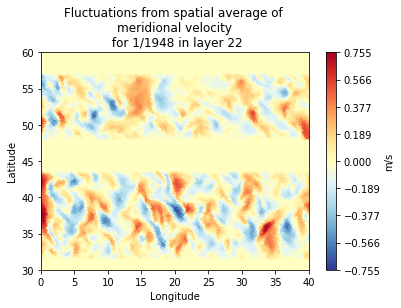 Fluctuations from spatial average of
meridional velocity
for 1/1948 in layer 22
60
55
50
45
40
35
30
Latitude
0 5 10 15 20 25 30 35 40
Longitude
0.755
0.566
0.377
0.189
0.000
−0.189
−0.377
−0.566
−0.755
m/s